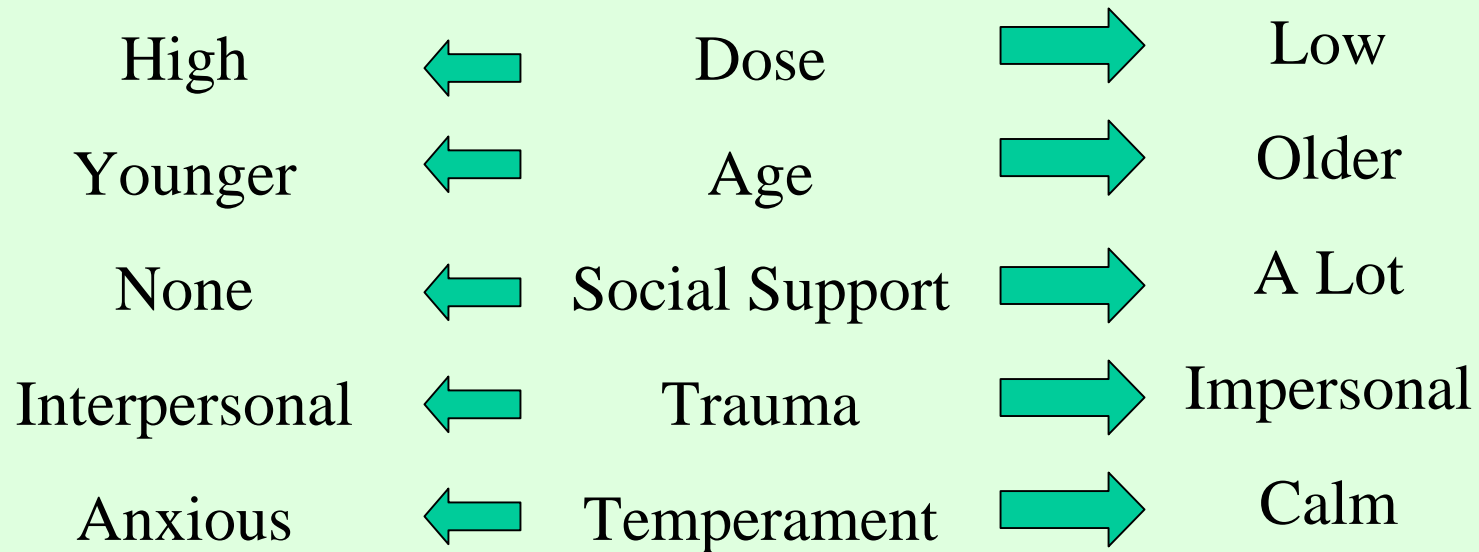 High Dose Low
Younger Age Older
None Social Support A Lot
Interpersonal Trauma Impersonal
Anxious Temperament Calm